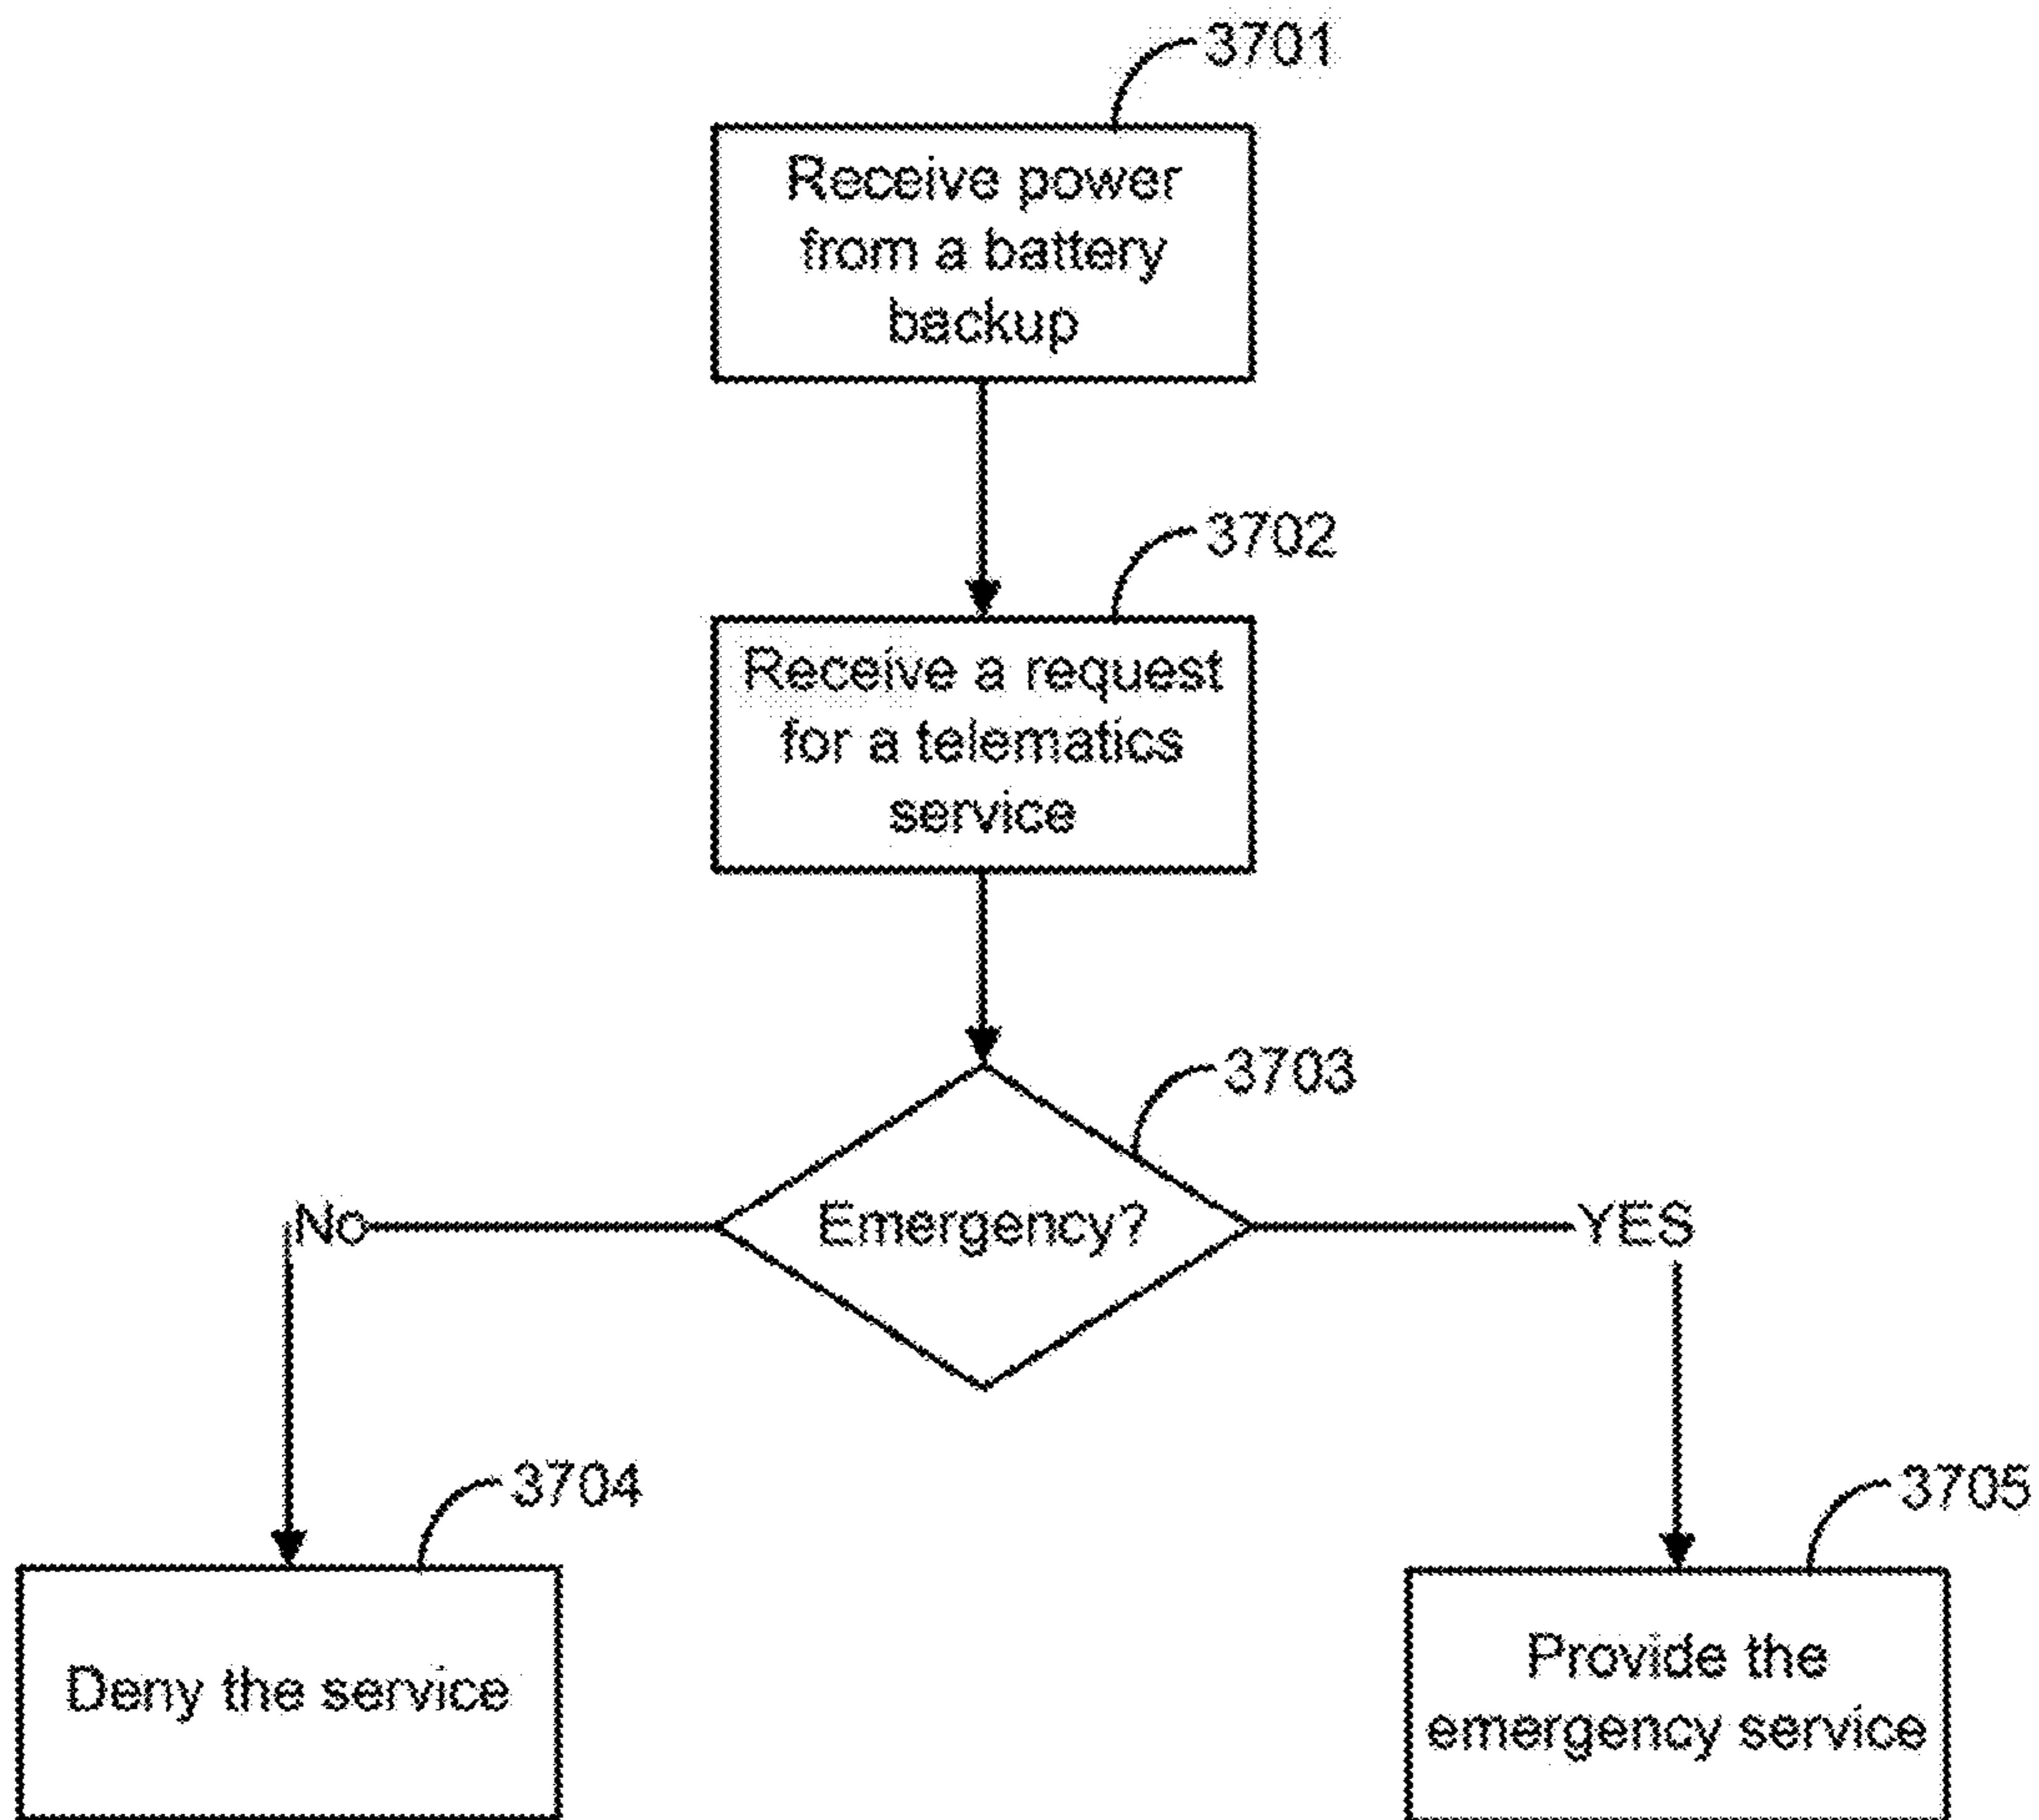 3701
Receive power
from a battery
backup
3702
Receive a request
for a telematics
service
3703
Emergency?
No
YES
3704
3705
Deny the service
Provide the
emergency service